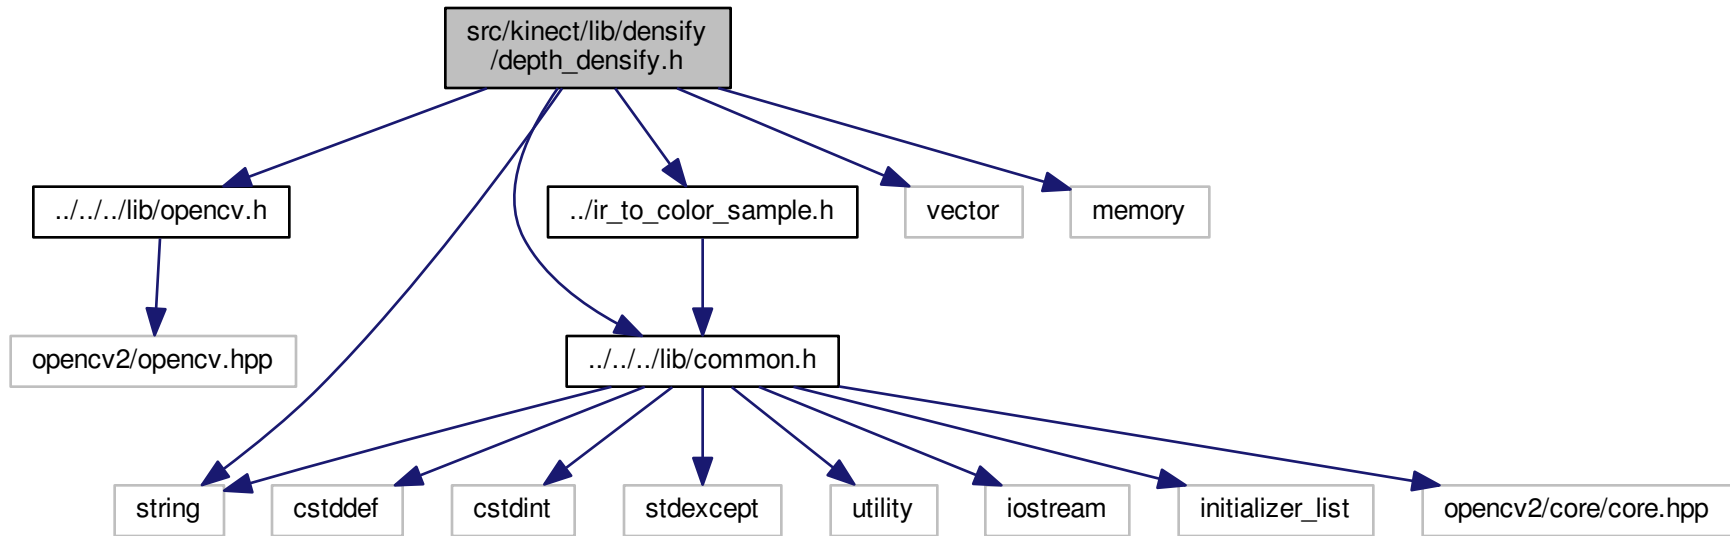 src/kinect/lib/densify
/depth_densify.h
../../../lib/opencv.h
../ir_to_color_sample.h
vector
memory
opencv2/opencv.hpp
../../../lib/common.h
string
cstddef
cstdint
stdexcept
utility
iostream
initializer_list
opencv2/core/core.hpp